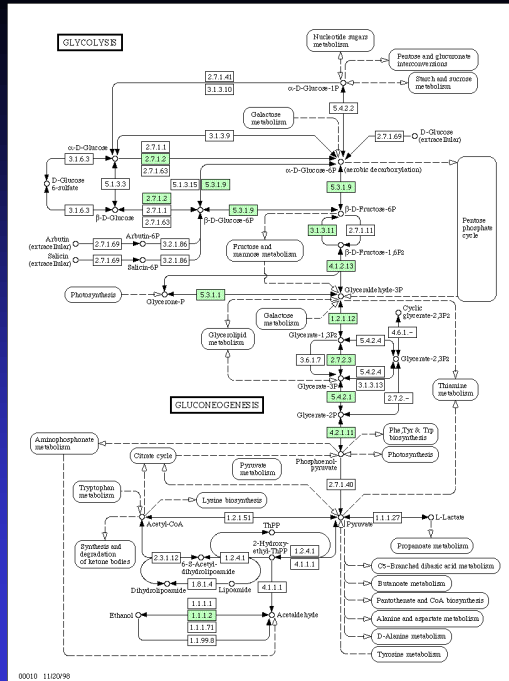 GLYCOLYSIS
Nucleotide sugars
metabolism
Pentose and glucuronate
interconversions
Starch and sucrose
metabolism
α-D-Glucose-1P
2.7.1.41
3.1.3.10
5.4.2.2
Galactose
metabolism
3.1.3.9
2.7.1.69
D-Glucose
(extracellular)
α-D-Glucose
2.7.1.1
2.7.1.2
2.7.1.63
3.1.6.3
α-D-Glucose-6P
(aerobic decarboxylation)
D-Glucose
6-sulfate
5.1.3.3
5.1.3.15
5.3.1.9
5.3.1.9
2.7.1.2
2.7.1.1
2.7.1.63
3.1.6.3
β-D-Glucose
β-D-Glucose-6P
5.3.1.9
β-D-Fructose-6P
Pentose
phosphate
cycle
Arbutin
(extracellular)
2.7.1.69
Arbutin-6P
3.2.1.86
Salicin
(extracellular)
2.7.1.69
Salicin-6P
3.2.1.86
3.1.3.11
2.7.1.11
β-D-Fructose-1,6P2
Fructose and
mannose metabolism
4.1.2.13
Photosynthesis
Glycerone-P
5.3.1.1
Glyceraldehyde-3P
Galactose
metabolism
1.2.1.12
Cyclic
glycerate-2,3P2
Glycerolipid
metabolism
Glycerate-1,3P2
4.6.1.-
5.4.2.4
3.6.1.7
2.7.2.3
Glycerate-2,3P2
5.4.2.4
3.1.3.13
Glycerate-3P
Thiamine
metabolism
5.4.2.1
2.7.2.-
GLUCONEOGENESIS
Glycerate-2P
4.2.1.11
Phe,Tyr & Trp
biosynthesis
Photosynthesis
Aminophosphonate
metabolism
Citrate cycle
Phosphoenol-
pyruvate
Pyruvate
metabolism
2.7.1.40
Tryptophan
metabolism
Lysine biosynthesis
Acetyl-CoA
1.2.1.51
Pyruvate
1.1.1.27
L-Lactate
Propanoate metabolism
Synthesis and
degradation
of ketone bodies
ThPP
2-Hydroxy-
ethyl-ThPP
2.3.1.12
1.2.4.1
1.2.4.1
4.1.1.1
6-S-Acetyl-
dihydrolipoamide
Dihydrolipoamide
1.8.1.4
Lipoamide
4.1.1.1
C5-Branched dibasic acid metabolism
Butanoate metabolism
Pantothenate and CoA biosynthesis
Alanine and aspartate metabolism
D-Alanine metabolism
Tyrosine metabolism
Ethanol
1.1.1.1
1.1.1.2
1.1.1.71
1.1.99.8
Acetaldehyde
00010 11/20/98